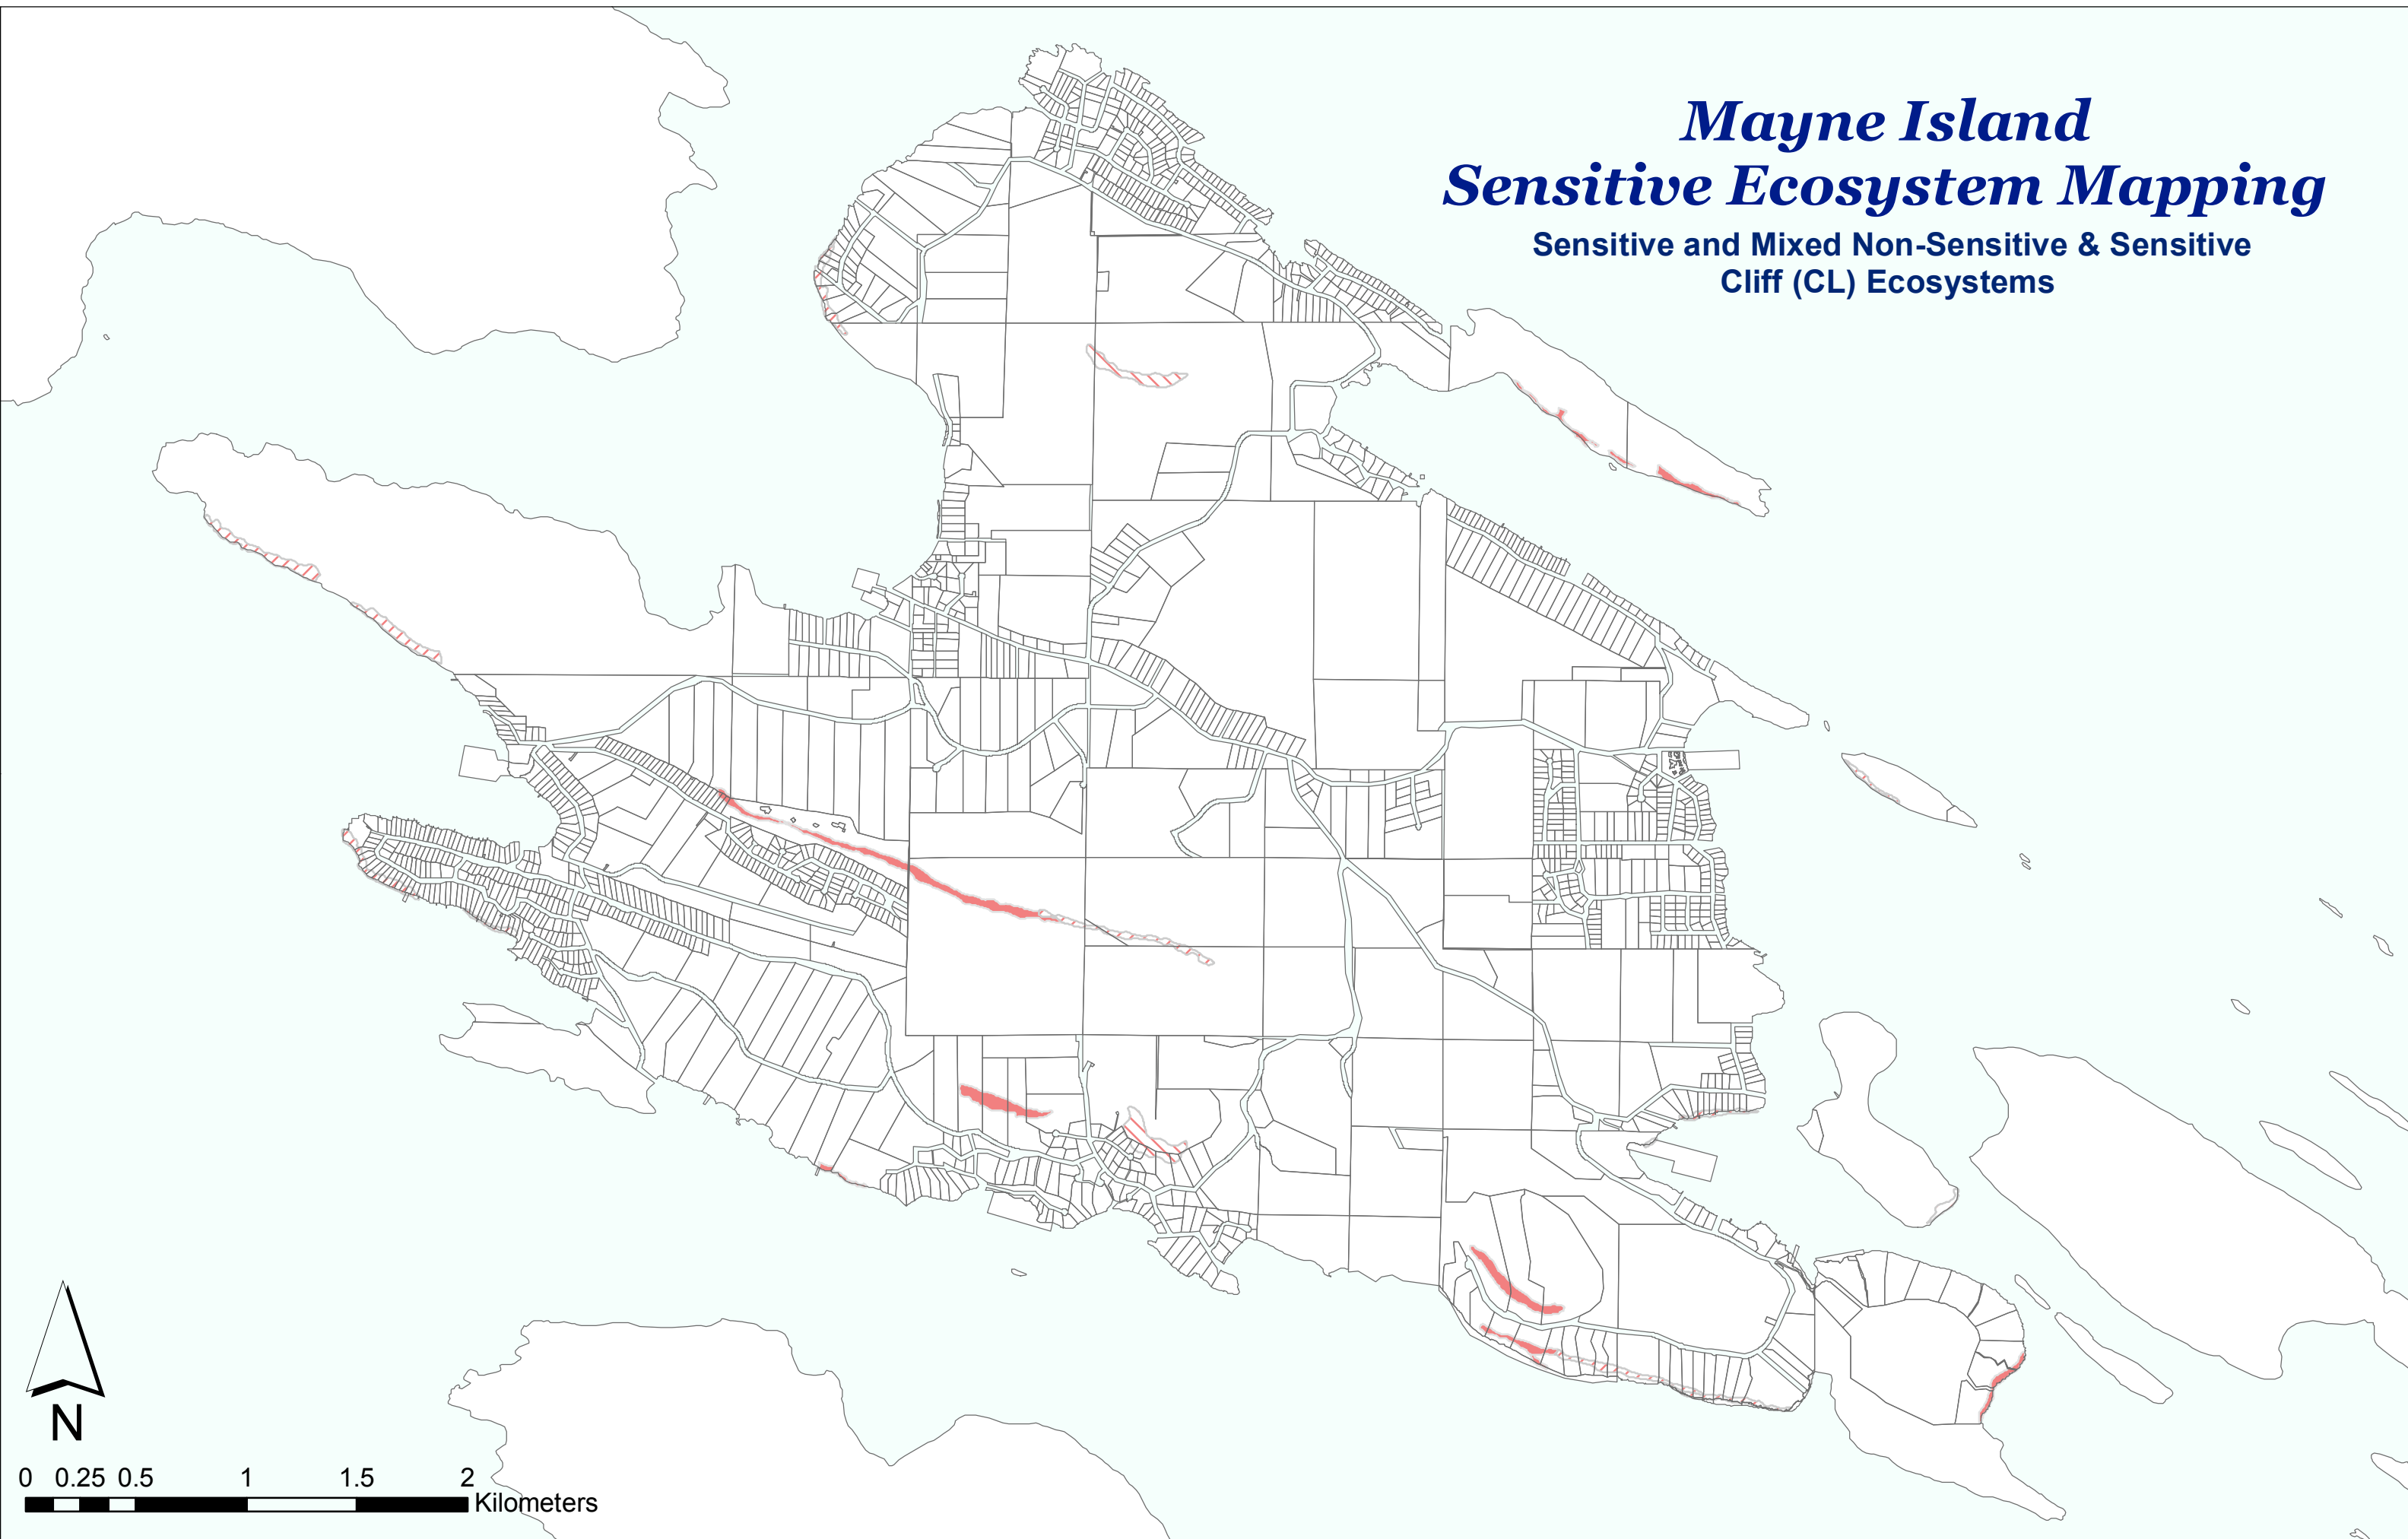 Mayne Island
Sensitive Ecosystem Mapping
Sensitive and Mixed Non-Sensitive & Sensitive
Cliff (CL) Ecosystems
N
0 0.25 0.5 1 1.5 2
Kilometers